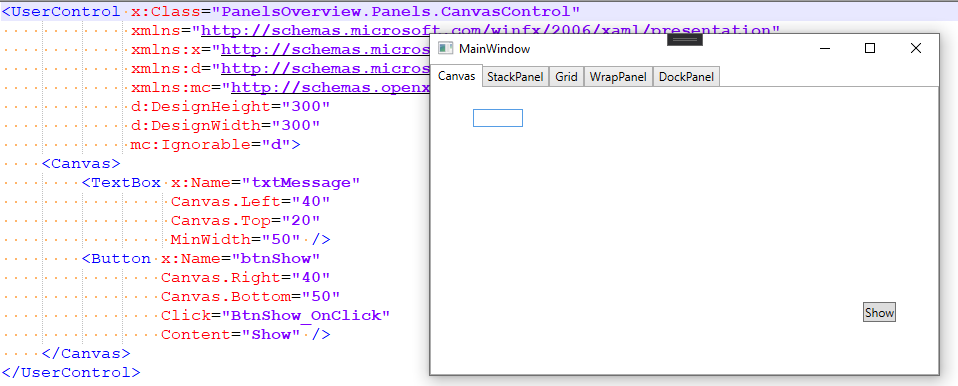 <UserControl x:Class="PanelsOverview.Panels.CanvasControl"
xmlns="http://schemas.microsoft.com/winfx/2006/xaml/presentation"
xmlns:x="http://schemas.micros
xmlns:d="http://schemas.micros
xmlns:mc="http://schemas.openx
d:DesignHeight="300"
d:DesignWidth="300"
mc:Ignorable="d">
<Canvas>
<TextBox x:Name="txtMessage"
Canvas.Left="40"
Canvas.Top="20"
MinWidth="50" />
<Button x:Name="btnShow"
Canvas.Right="40"
Canvas.Bottom="50"
Click="BtnShow_OnClick"
Content="Show" />
</Canvas>
</UserControl>
MainWindow
Canvas StackPanel Grid WrapPanel DockPanel
Show